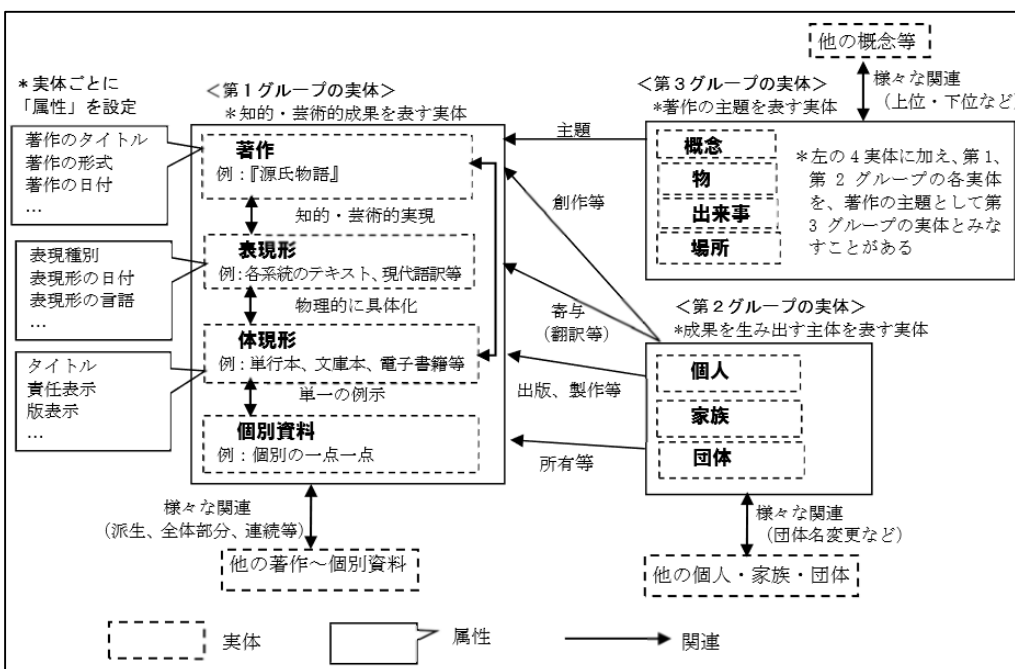 他の概念等
＊実体ごとに
「属性」を設定
＜第１グループの実体＞
＊知的・芸術的成果を表す実体
＜第３グループの実体＞
*著作の主題を表す実体
様々な関連
（上位・下位など）
著作のタイトル
著作の形式
著作の日付
…
著作
例：『源氏物語』
知的・芸術的実現
表現種別
表現形の日付
表現形の言語
…
表現形
例：各系統のテキスト、現代語訳等
物理的に具体化
タイトル
責任表示
版表示
…
体現形
例：単行本、文庫本、電子書籍等
単一の例示
個別資料
例：個別の一点一点
主題
創作等
寄与
（翻訳等）
出版、製作等
所有等
概念
物
出来事
場所
＊左の４実体に加え、第１、
第２グループの各実体
を、著作の主題として第
３グループの実体とみな
すことがある
＜第２グループの実体＞
*成果を生み出す主体を表す実体
個人
家族
団体
様々な関連
（派生、全体部分、連続等）
他の著作～個別資料
様々な関連
（団体名変更など）
他の個人・家族・団体
実体
属性
関連